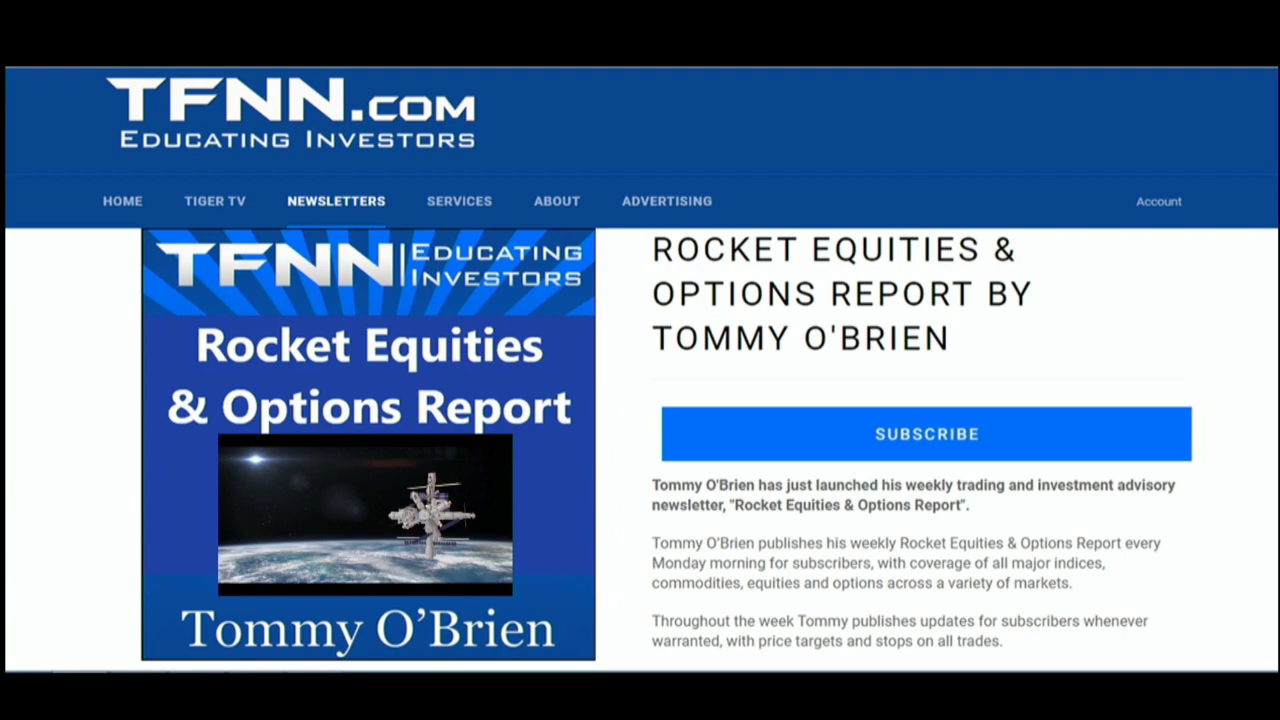 TFNN.COM
EDUCATING INVESTORS
HOME TIGER TV NEWSLETTERS SERVICES ABOUT ADVERTISING Account
TFNN EDUCATING
INVESTORS
Rocket Equities
& Options Report
Tommy O’Brien
ROCKET EQUITIES &
OPTIONS REPORT BY
TOMMY O'BRIEN
SUBSCRIBE
Tommy O'Brien has just launched his weekly trading and investment advisory
newsletter, "Rocket Equities & Options Report".
Tommy O'Brien publishes his weekly Rocket Equities & Options Report every
Monday morning for subscribers, with coverage of all major indices,
commodities, equities and options across a variety of markets.
Throughout the week Tommy publishes updates for subscribers whenever
warranted, with price targets and stops on all trades.